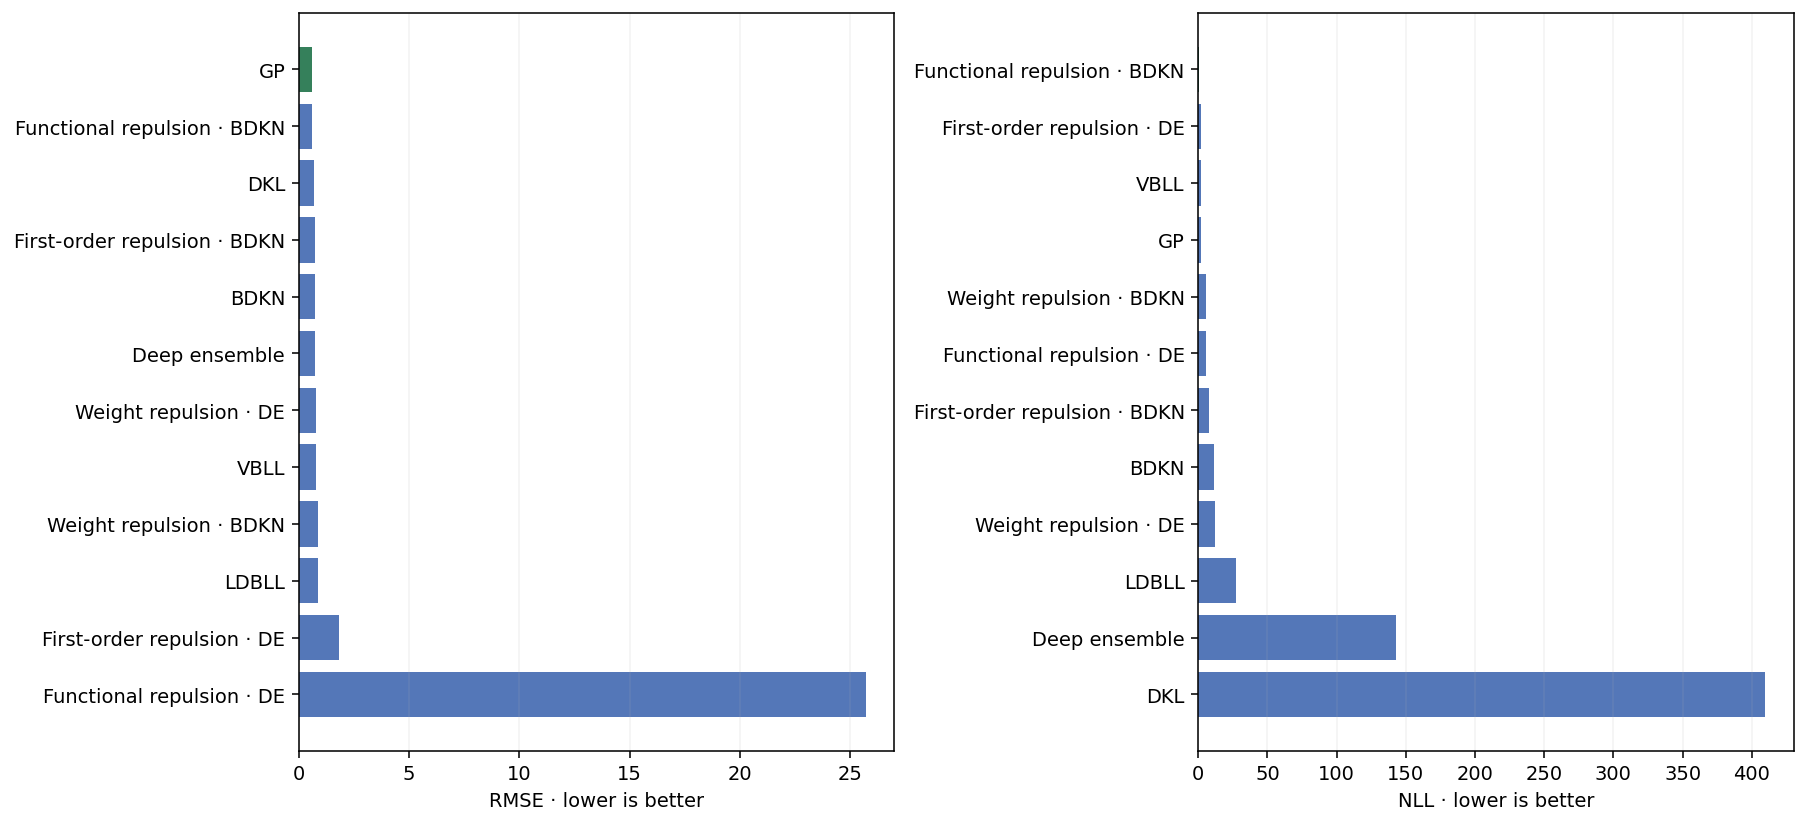 GP
Functional repulsion · BDKN
DKL
First-order repulsion · BDKN
BDKN
Deep ensemble
Weight repulsion · DE
VBLL
Weight repulsion · BDKN
LDBLL
First-order repulsion · DE
Functional repulsion · DE
0 5 10 15 20 25
RMSE · lower is better
Functional repulsion · BDKN
First-order repulsion · DE
VBLL
GP
Weight repulsion · BDKN
Functional repulsion · DE
First-order repulsion · BDKN
BDKN
Weight repulsion · DE
LDBLL
Deep ensemble
DKL
0 50 100 150 200 250 300 350 400
NLL · lower is better